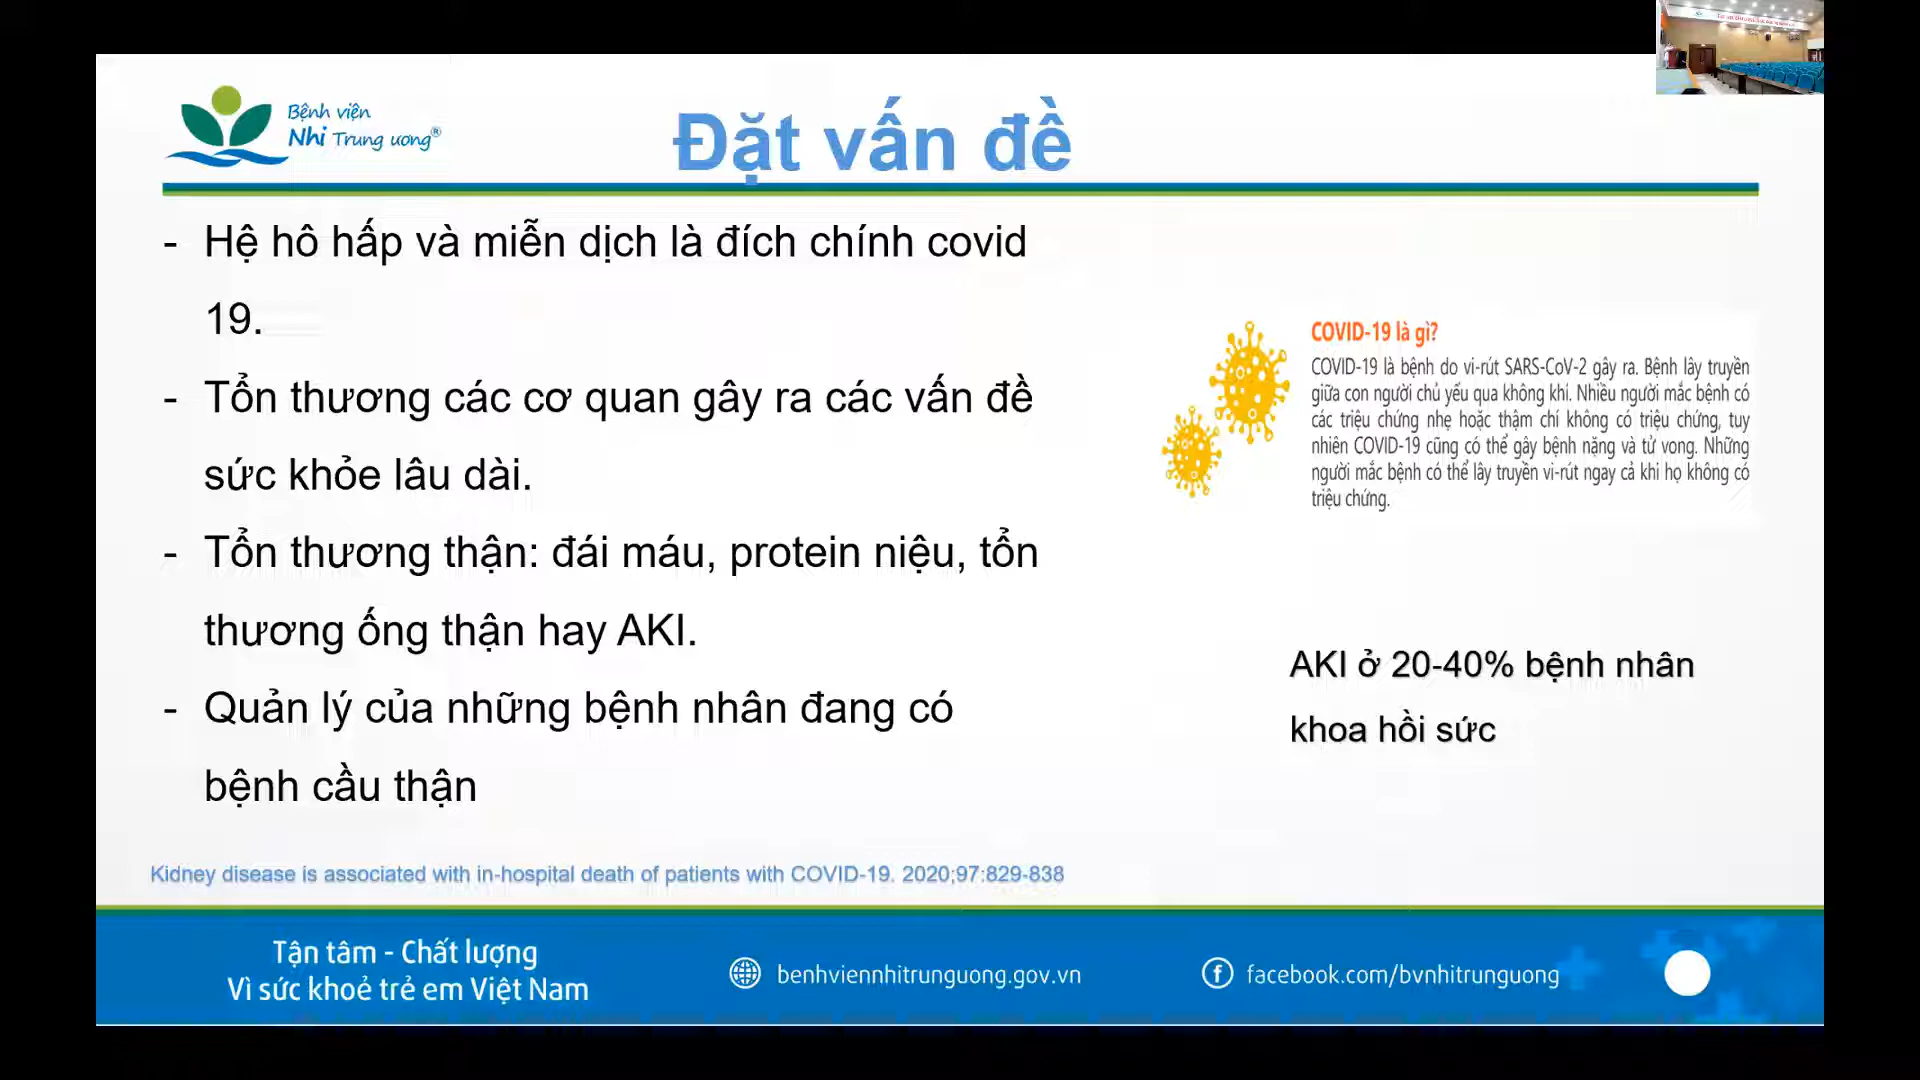 Bệnh viện
Nhi Trung ương®
Đặt vấn đề
- Hệ hô hấp và miễn dịch là đích chính covid
19.
- Tổn thương các cơ quan gây ra các vấn đề
sức khỏe lâu dài.
- Tổn thương thận: đái máu, protein niệu, tổn
thương ống thận hay AKI.
- Quản lý của những bệnh nhân đang có
bệnh cầu thận
COVID-19 là gì?
COVID-19 là bệnh do vi-rút SARS-CoV-2 gây ra. Bệnh lây truyền
giữa con người chủ yếu qua không khí. Nhiều người mắc bệnh có
các triệu chứng nhẹ hoặc thậm chí không có triệu chứng, tuy
nhiên COVID-19 cũng có thể gây bệnh nặng và tử vong. Những
người mắc bệnh có thể lây truyền vi-rút ngay cả khi họ không có
triệu chứng.
AKI ở 20-40% bệnh nhân
khoa hồi sức
Kidney disease is associated with in-hospital death of patients with COVID-19. 2020;97:829-838
Tận tâm - Chất lượng
Vì sức khoẻ trẻ em Việt Nam
benhviennhitrunguong.gov.vn
facebook.com/bvnhitrunguong